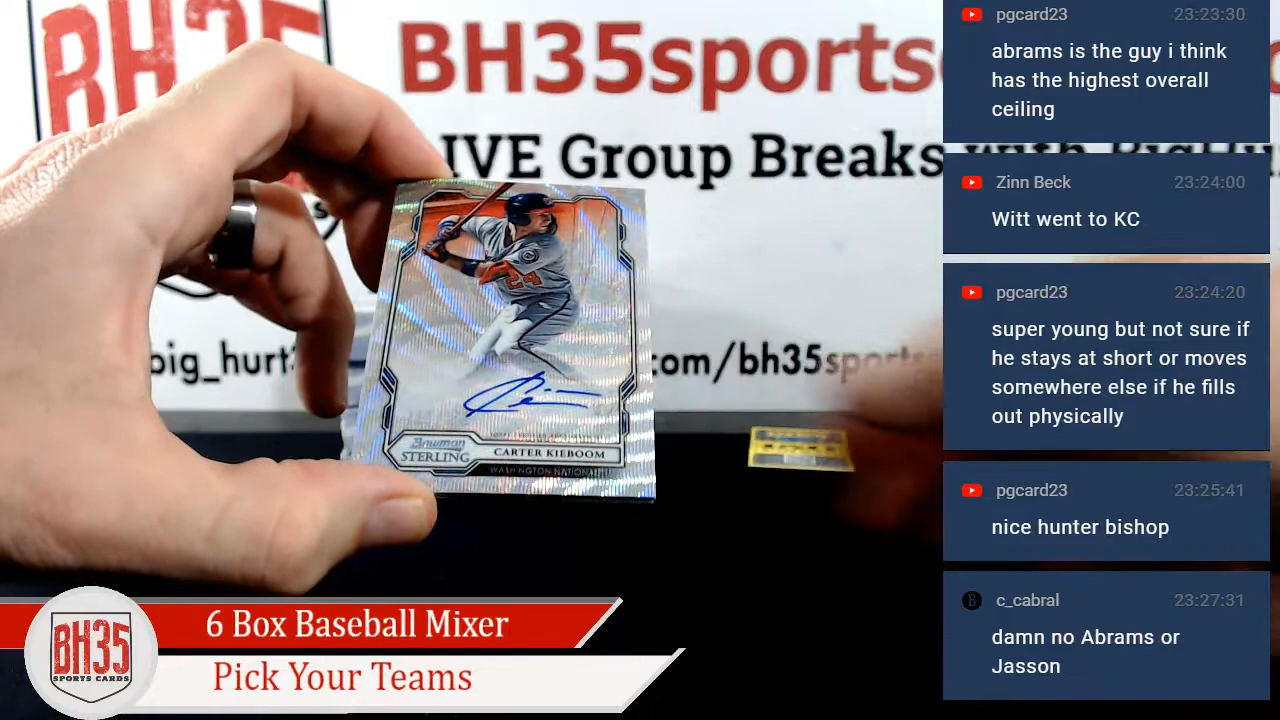 BH35sports
LIVE Group Breaks with
big_hurt
com/bh35sports
24
Bowman
STERLING
CARTER KIEBOOM
WASHINGTON NATIONALS
6 Box Baseball Mixer
Pick Your Teams
BH35
SPORTS CARDS
pgcard23 23:23:30
abrams is the guy i think
has the highest overall
ceiling
Zinn Beck 23:24:00
Witt went to KC
pgcard23 23:24:20
super young but not sure if
he stays at short or moves
somewhere else if he fills
out physically
pgcard23 23:25:41
nice hunter bishop
c_cabral 23:27:31
damn no Abrams or
Jasson